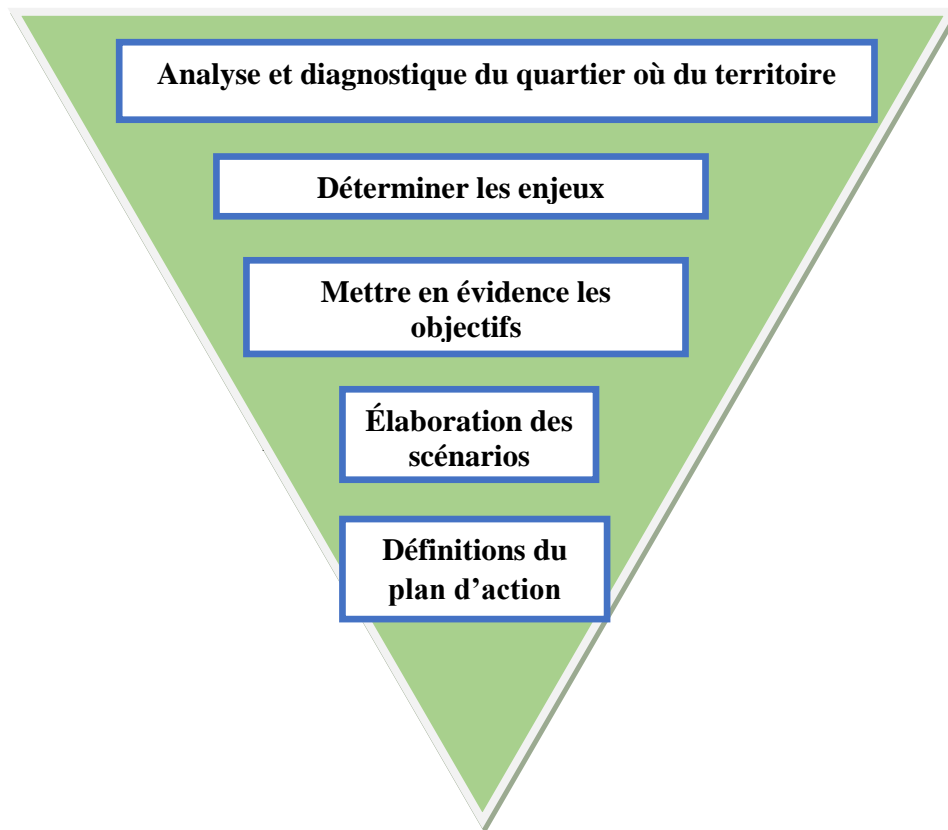 Analyse et diagnostique du quartier où du territoire
Déterminer les enjeux
Mettre en évidence les
objectifs
Élaboration des
scénarios
Définitions du
plan d’action